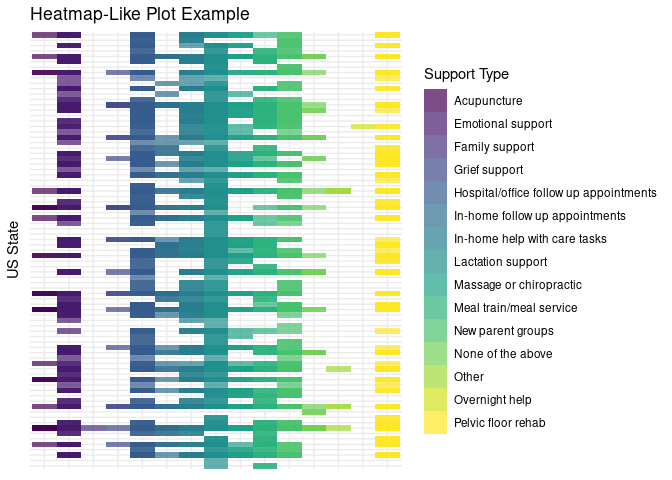 Heatmap-Like Plot Example
US State
Support Type
Acupuncture
Emotional support
Family support
Grief support
Hospital/office follow up appointments
In-home follow up appointments
In-home help with care tasks
Lactation support
Massage or chiropractic
Meal train/meal service
New parent groups
None of the above
Other
Overnight help
Pelvic floor rehab